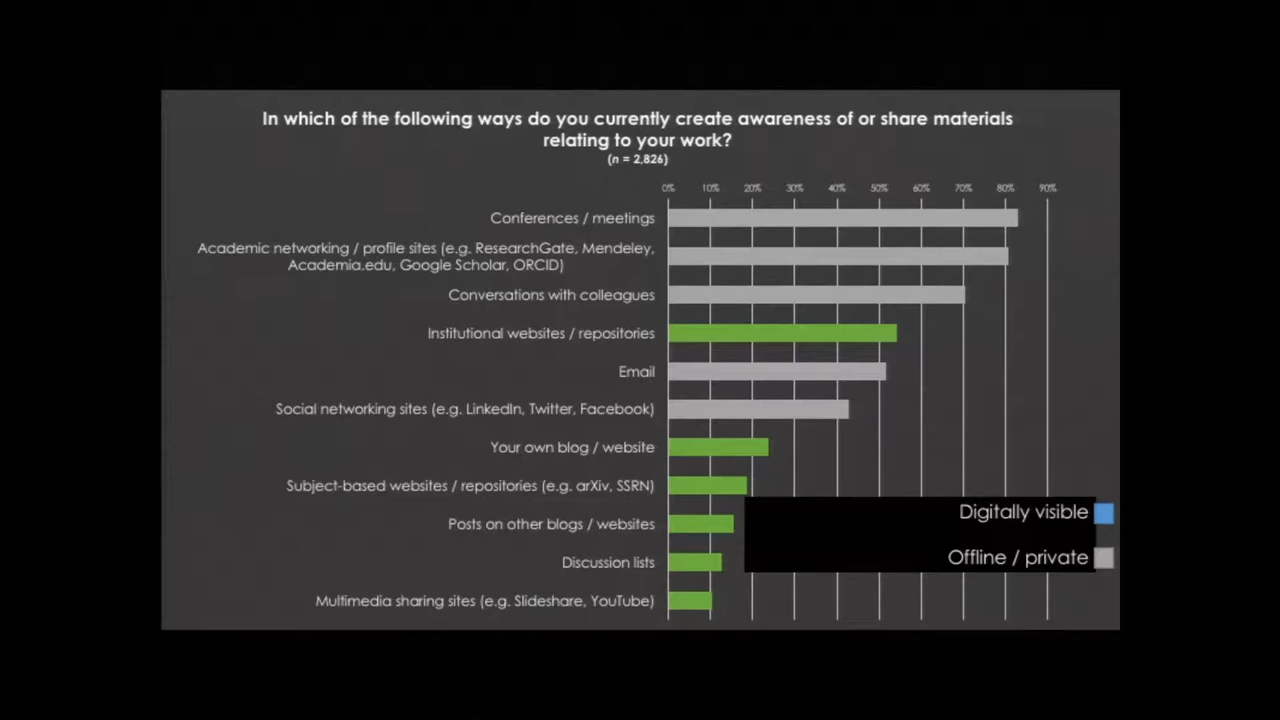 In which of the following ways do you currently create awareness of or share materials
relating to your work?
(n = 2,826)
0% 10% 20% 30% 40% 50% 60% 70% 80% 90%
Conferences / meetings
Academic networking / profile sites (e.g. ResearchGate, Mendeley,
Academia.edu, Google Scholar, ORCID)
Conversations with colleagues
Institutional websites / repositories
Email
Social networking sites (e.g. LinkedIn, Twitter, Facebook)
Your own blog / website
Subject-based websites / repositories (e.g. arXiv, SSRN)
Digitally visible
Posts on other blogs / websites
Offline / private
Discussion lists
Multimedia sharing sites (e.g. Slideshare, YouTube)